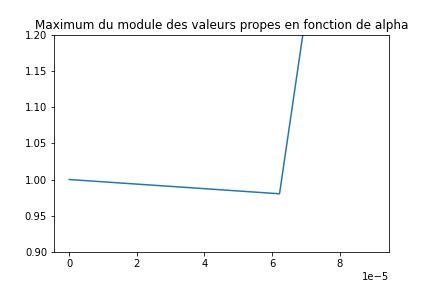 Maximum du module des valeurs propes en fonction de alpha
1.20
1.15
1.10
1.05
1.00
0.95
0.90
0 2 4 6 8
1e−5